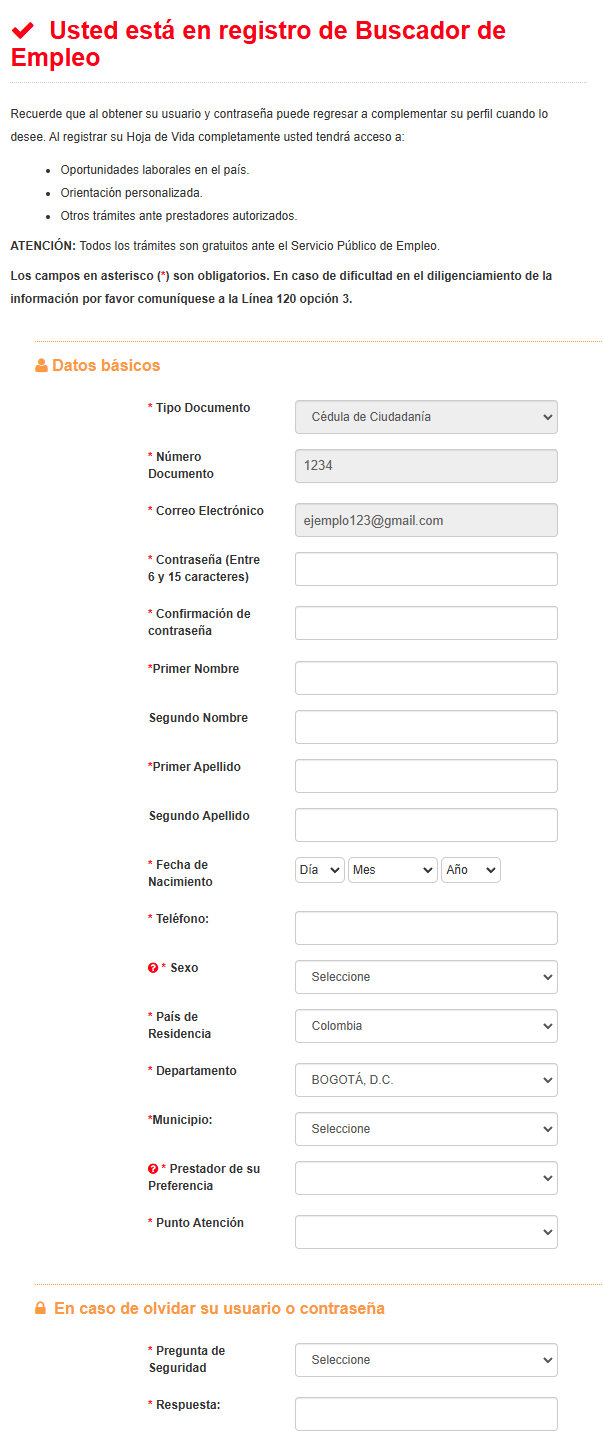 Usted está en registro de Buscador de
Empleo
Recuerde que al obtener su usuario y contraseña puede regresar a complementar su perfil cuando lo
desee. Al registrar su Hoja de Vida completamente usted tendrá acceso a:
• Oportunidades laborales en el país.
• Orientación personalizada.
• Otros trámites ante prestadores autorizados.
ATENCIÓN: Todos los trámites son gratuitos ante el Servicio Público de Empleo.
Los campos en asterisco (*) son obligatorios. En caso de dificultad en el diligenciamiento de la
información por favor comuníquese a la Línea 120 opción 3.
Datos básicos
* Tipo Documento
Cédula de Ciudadanía
* Número
Documento
1234
* Correo Electrónico
ejemplo123@gmail.com
* Contraseña (Entre
6 y 15 caracteres)
* Confirmación de
contraseña
*Primer Nombre
Segundo Nombre
*Primer Apellido
Segundo Apellido
* Fecha de
Nacimiento
Día Mes Año
* Teléfono:
* Sexo
Seleccione
* País de
Residencia
Colombia
* Departamento
BOGOTÁ, D.C.
*Municipio:
Seleccione
* Prestador de su
Preferencia
* Punto Atención
En caso de olvidar su usuario o contraseña
* Pregunta de
Seguridad
Seleccione
* Respuesta: